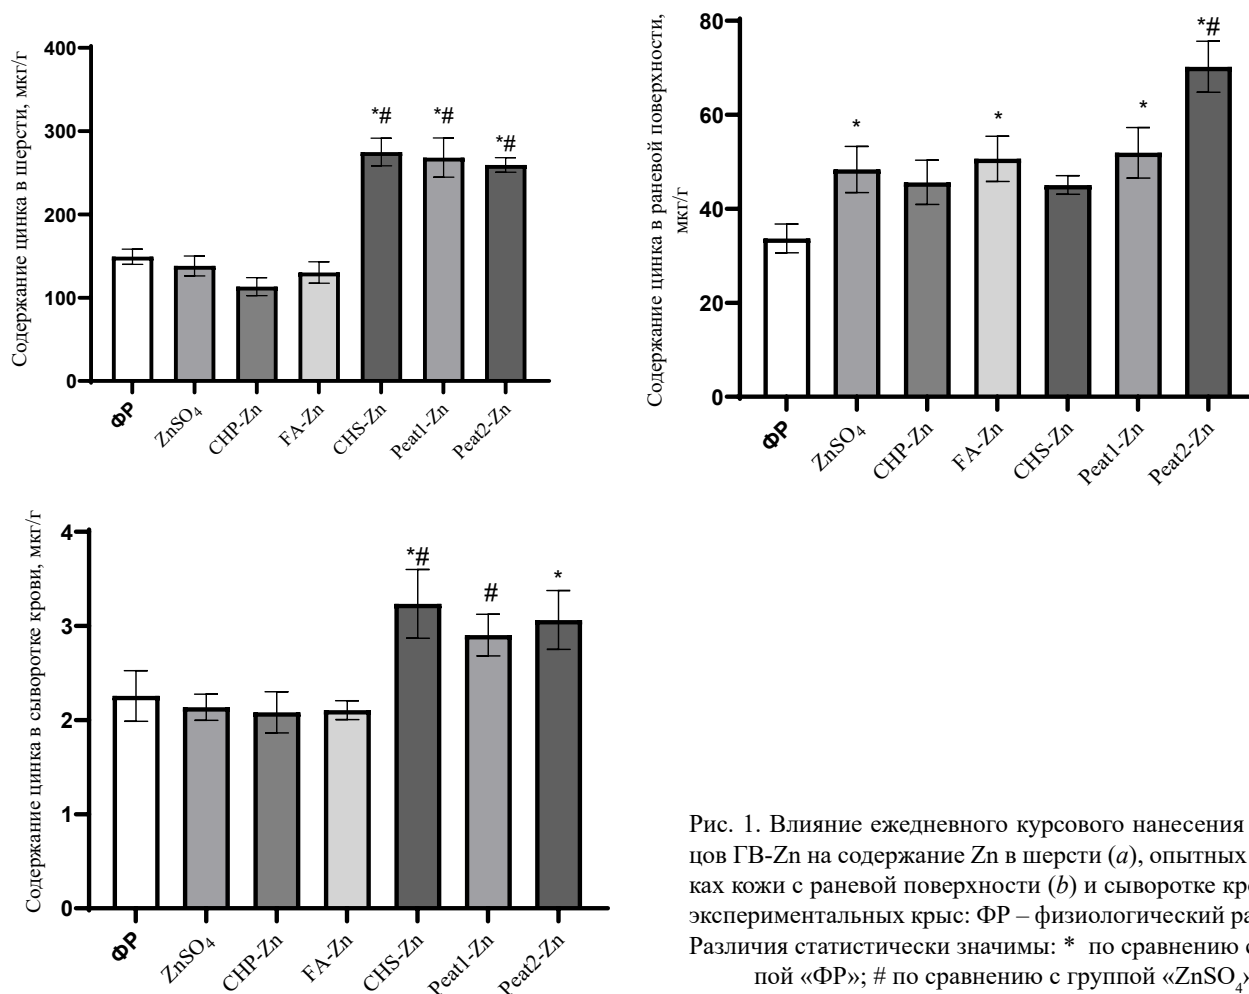 Содержание цинка в шерсти, мкг/г
400
300
200
100
0
*#
*#
*#
ФР
ZnSO₄
CHP-Zn
FA-Zn
CHS-Zn
Peat1-Zn
Peat2-Zn
Содержание цинка в раневой поверхности,
мкг/г
80
60
40
20
0
*
*
*
*#
ФР
ZnSO₄
CHP-Zn
FA-Zn
CHS-Zn
Peat1-Zn
Peat2-Zn
Содержание цинка в сыворотке крови, мкг/г
4
3
2
1
0
*#
#
*
ФР
ZnSO₄
CHP-Zn
FA-Zn
CHS-Zn
Peat1-Zn
Peat2-Zn
Рис. 1. Влияние ежедневного курсового нанесения
цов ГВ-Zn на содержание Zn в шерсти (a), опытных
ках кожи с раневой поверхности (b) и сыворотке кро
экспериментальных крыс: ФР – физиологический ра
Различия статистически значимы: * по сравнению с
пой «ФР»; # по сравнению с группой «ZnSO₄»